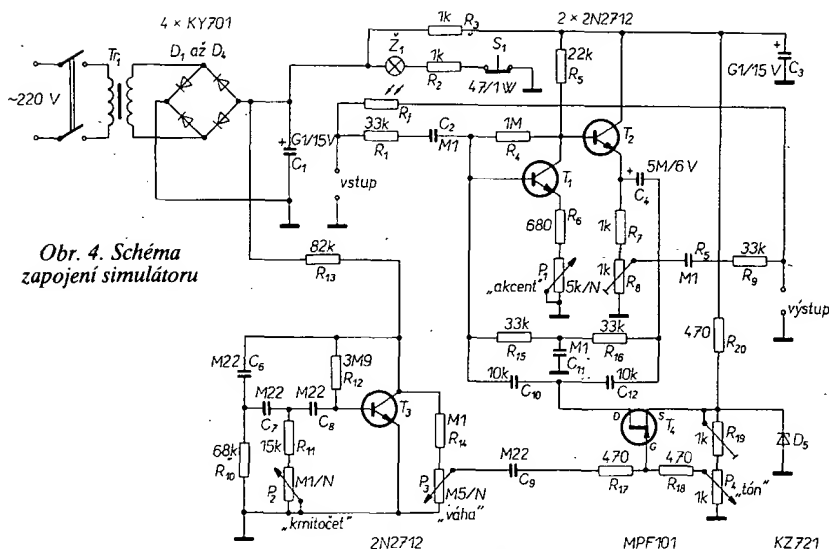 4 × KY701
D₁ až D₄
Tr₁
~220 V
G1/15V
C₁
1k
R₃
Ž₁
1k
R₂
S₁
47/1W
Rf
33k
R₁
C₂
M1
vstup
1M
R₄
22k
R₅
2 × 2N2712
G1/15 V
C₃
T₁
T₂
5M/6 V
C₄
680
R₆
1k
R₇
P₁
„akcent"
5k/N
1k
R₈
R₅
M1
33k
R₉
výstup
33k
R₁₅
M1
C₁₁
33k
R₁₆
10k
C₁₀
10k
C₁₂
470
R₂₀
Obr. 4. Schéma
zapojení simulátoru
82k
R₁₃
M22
C₆
3M9
R₁₂
M22
C₇
M22
C₈
T₃
M1
R₁₄
68k
R₁₀
15k
R₁₁
P₂
M1/N
„kmitočet"
P₃
M5/N
„váha"
M22
C₉
470
R₁₇
470
R₁₈
D
S
G
T₄
1k
R₁₉
P₄
1k
„tón"
D₅
2N2712
MPF101
KZ721